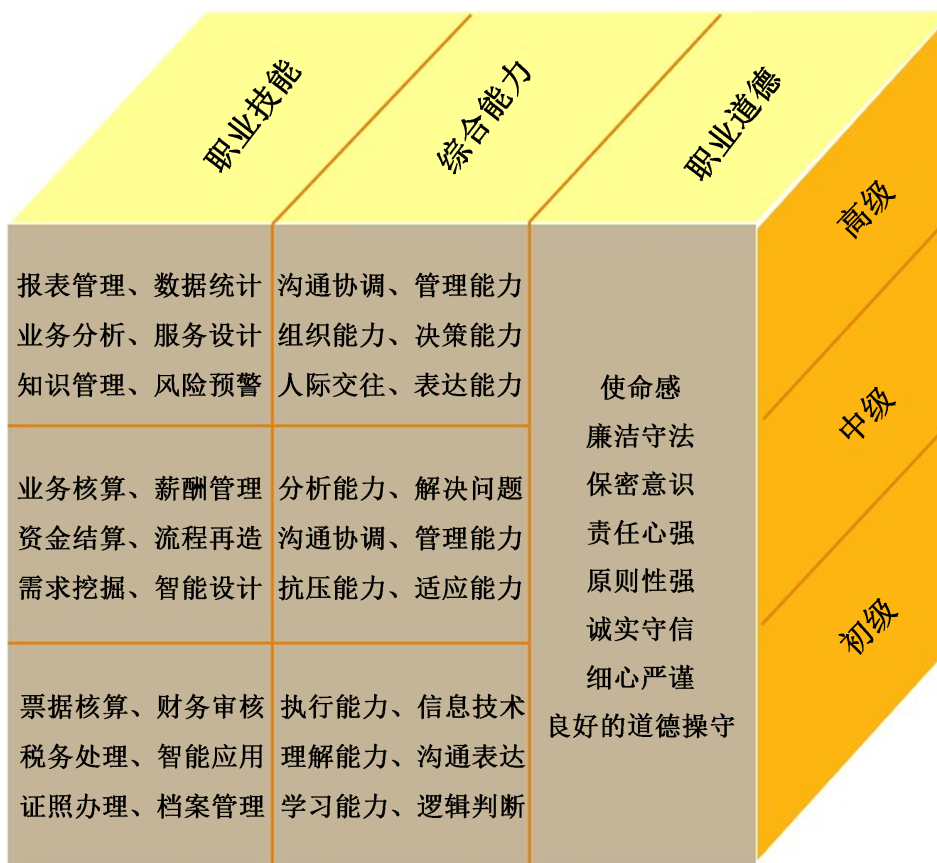 职业技能
综合能力
职业道德
高级
中级
初级
报表管理、数据统计
业务分析、服务设计
知识管理、风险预警
沟通协调、管理能力
组织能力、决策能力
人际交往、表达能力
业务核算、薪酬管理
资金结算、流程再造
需求挖掘、智能设计
分析能力、解决问题
沟通协调、管理能力
抗压能力、适应能力
票据核算、财务审核
税务处理、智能应用
证照办理、档案管理
执行能力、信息技术
理解能力、沟通表达
学习能力、逻辑判断
使命感
廉洁守法
保密意识
责任心强
原则性强
诚实守信
细心严谨
良好的道德操守